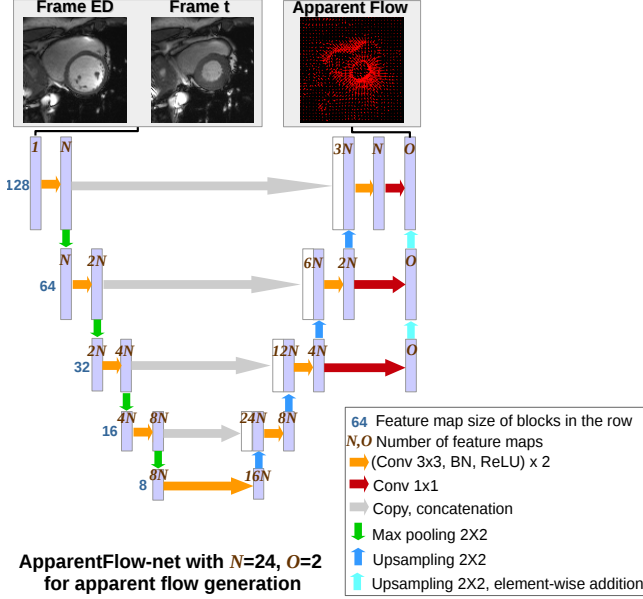 Frame ED Frame t Apparent Flow
1 N 3N N O
128
N 2N 6N 2N O
64
2N 4N 12N 4N O
32
4N 8N 24N 8N
16
8N 16N
8
64 Feature map size of blocks in the row
N,O Number of feature maps
(Conv 3x3, BN, ReLU) x 2
Conv 1x1
Copy, concatenation
Max pooling 2X2
Upsampling 2X2
Upsampling 2X2, element-wise addition
ApparentFlow-net with N=24, O=2
for apparent flow generation